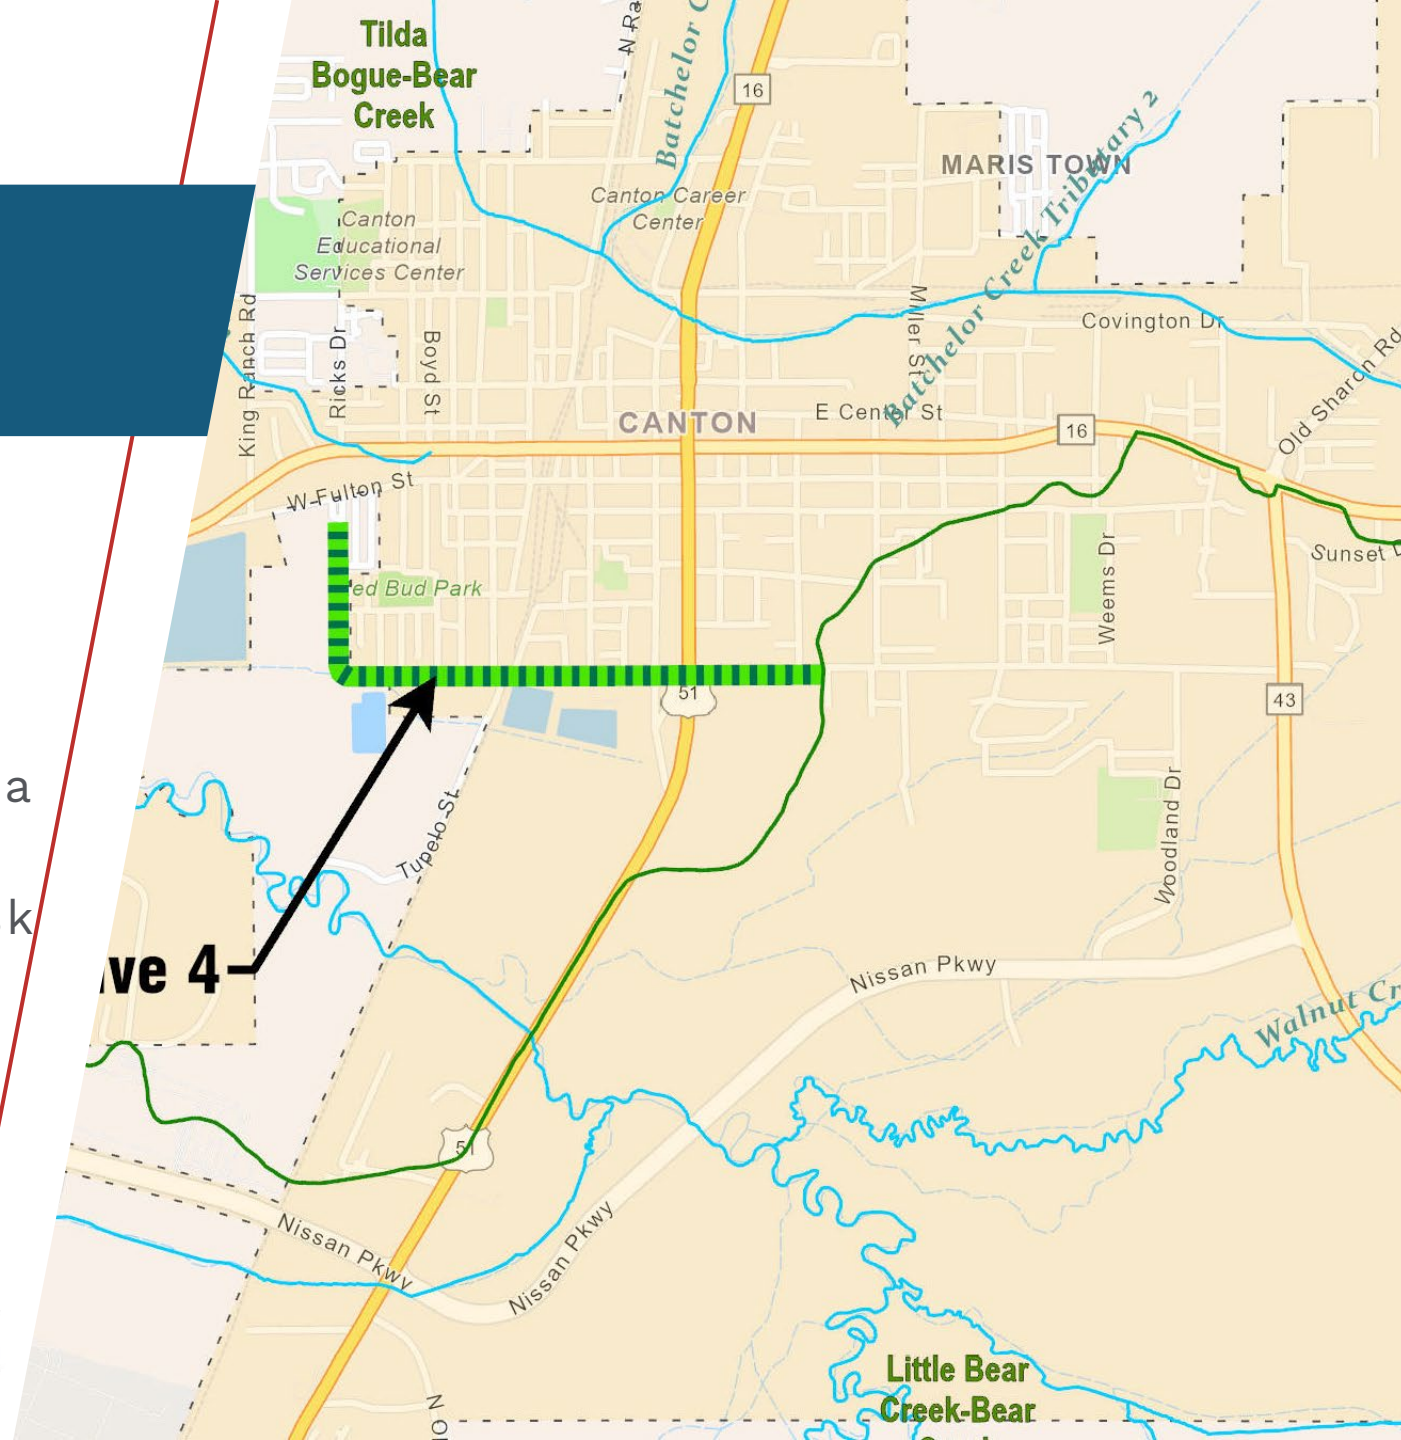 Tilda
Bogue-Bear
Creek
N Ra
Batchelor C
16
MARIS TOWN
Batchelor Creek Tributary 2
Canton Career
Center
Canton
Educational
Services Center
King Ranch Rd
Ricks Dr
Boyd St
Miller St
Covington Dr
Old Sharon Rd
E Center St
CANTON
16
W Fulton St
Sunset
ed Bud Park
Weems Dr
51
43
a
Woodland Dr
Tupelo St
k
ve 4
Nissan Pkwy
Walnut Cr
51
Nissan Pkwy
Nissan Pkwy
Little Bear
Creek-Bear
N Ol